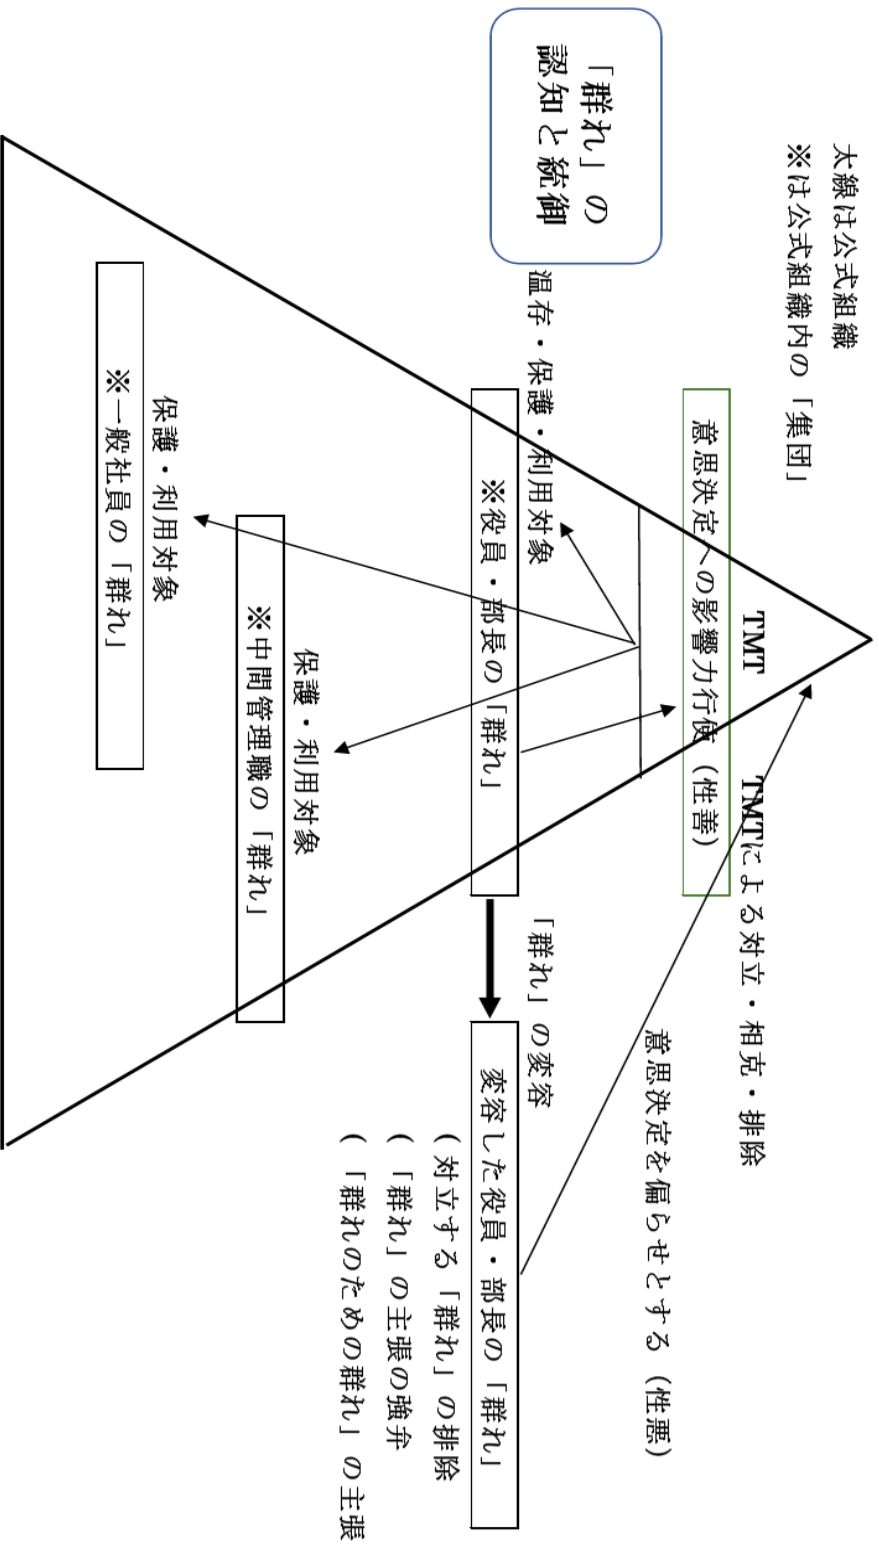 太線は公式組織
※は公式組織内の「集団」
「群れ」の
認知と統御
TMT
TMTによる対立・相克・排除
意思決定への影響力行使（性善）
意思決定を偏らせとする（性悪）
温存・保護・利用対象
「群れ」の変容
※役員・部長の「群れ」
変容した役員・部長の「群れ」
（ 対立する「群れ」の排除
（ 「群れ」の主張の強弁
（ 「群れのための群れ」の主張
保護・利用対象
※中間管理職の「群れ」
保護・利用対象
※一般社員の「群れ」